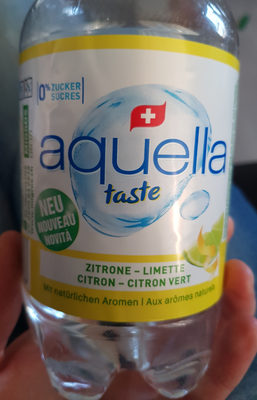 0% ZUCKER
SUCRES
aquella
taste
NEU
NOUVEAU
NOVITÀ
ZITRONE – LIMETTE
CITRON – CITRON VERT
Mit natürlichen Aromen | Aux arômes naturels